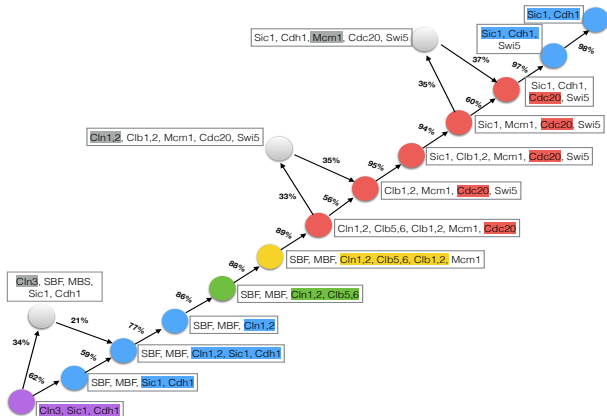 Sic1, Cdh1
Sic1, Cdh1,
Swi5
98%
97%
Sic1, Cdh1, Mcm1, Cdc20, Swi5
37%
Sic1, Cdh1,
Cdc20, Swi5
35%
60%
Sic1, Mcm1, Cdc20, Swi5
94%
Cln1,2, Clb1,2, Mcm1, Cdc20, Swi5
Sic1, Clb1,2, Mcm1, Cdc20, Swi5
35%
95%
Clb1,2, Mcm1, Cdc20, Swi5
33%
56%
Cln1,2, Clb5,6, Clb1,2, Mcm1, Cdc20
89%
SBF, MBF, Cln1,2, Clb5,6, Clb1,2, Mcm1
88%
Cln3, SBF, MBS,
Sic1, Cdh1
SBF, MBF, Cln1,2, Clb5,6
86%
21%
77%
SBF, MBF, Cln1,2
34%
59%
SBF, MBF, Cln1,2, Sic1, Cdh1
62%
SBF, MBF, Sic1, Cdh1
Cln3, Sic1, Cdh1